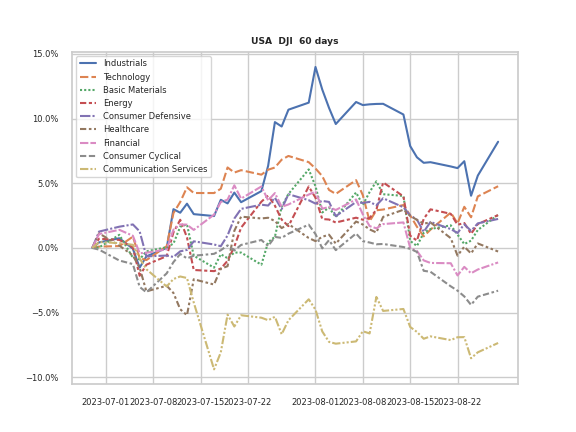 USA  DJI  60 days
15.0%
10.0%
5.0%
0.0%
−5.0%
−10.0%
Industrials
Technology
Basic Materials
Energy
Consumer Defensive
Healthcare
Financial
Consumer Cyclical
Communication Services
2023-07-01 2023-07-08 2023-07-15 2023-07-22 2023-08-01 2023-08-08 2023-08-15 2023-08-22